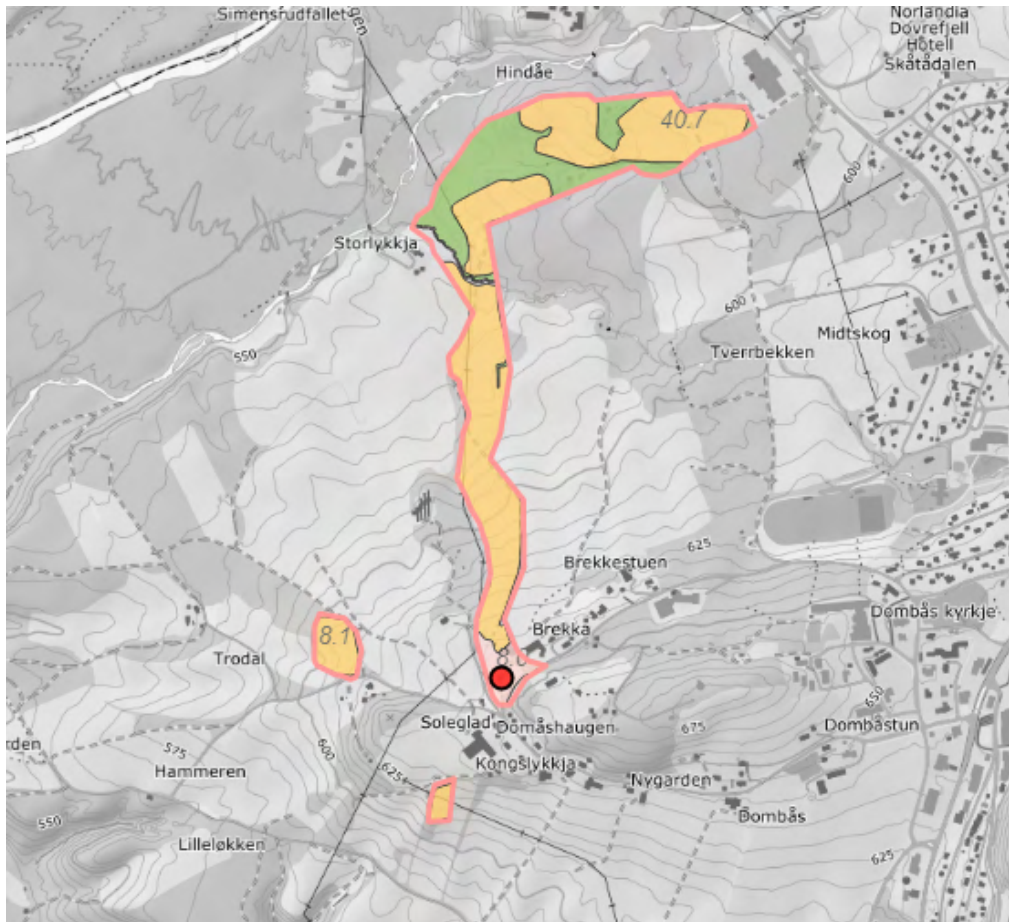 Simensrudfallet
gen
Norlandia
Dovrefjell
Hotell
Skåtådalen
Hindåe
40.7
600
Storlykkja
600
550
Midtskog
Tverrbekken
625
Brekkestuen
Dombås kyrkje
Brekka
8.1
Trodal
650
Soleglad
Domåshaugen
675
Dombåstun
rden
575
600
Kongslykkja
Hammeren
625
Nygarden
Dombås
550
Lilleløkken
625